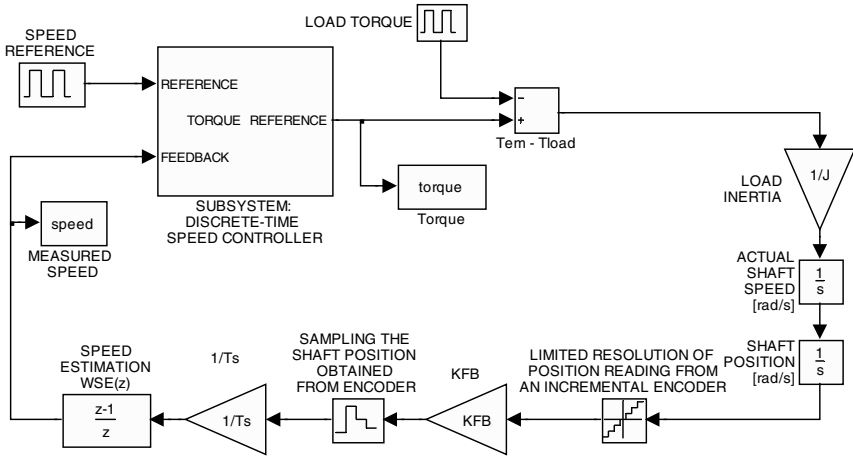 SPEED
REFERENCE
LOAD TORQUE
REFERENCE
TORQUE REFERENCE
FEEDBACK
SUBSYSTEM:
DISCRETE-TIME
SPEED CONTROLLER
−
+
Tem - Tload
torque
Torque
speed
MEASURED
SPEED
1/J
LOAD
INERTIA
ACTUAL
SHAFT
SPEED
[rad/s]
1
s
SHAFT
POSITION
[rad/s]
1
s
LIMITED RESOLUTION OF
POSITION READING FROM
AN INCREMENTAL ENCODER
KFB
KFB
SAMPLING THE
SHAFT POSITION
OBTAINED
FROM ENCODER
1/Ts
1/Ts
SPEED
ESTIMATION
WSE(z)
z-1
z